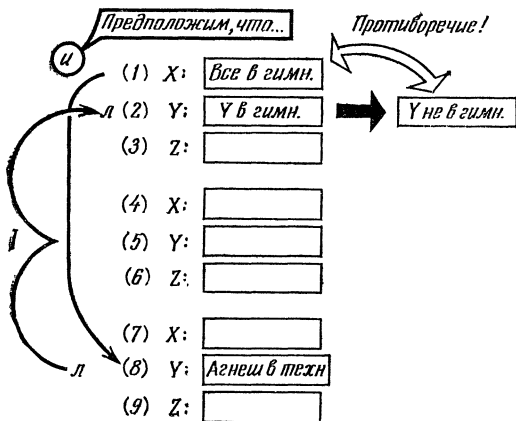 Предположим, что...
Противоречие!
и
(1) X: Все в гимн.
л (2) Y: Y в гимн.
Y не в гимн.
(3) Z:
(4) X:
(5) Y:
(6) Z:
1
(7) X:
л (8) Y: Агнеш в техн
(9) Z: